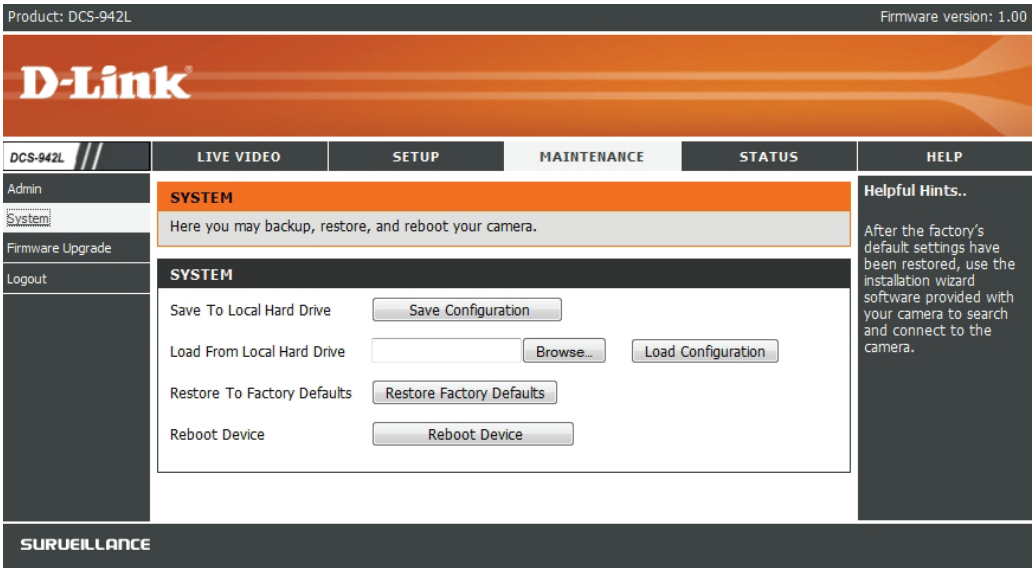 Product: DCS-942L Firmware version: 1.00
D-Link®
DCS-942L LIVE VIDEO SETUP MAINTENANCE STATUS HELP
Admin
System
Firmware Upgrade
Logout
SYSTEM
Here you may backup, restore, and reboot your camera.
SYSTEM
Save To Local Hard Drive Save Configuration
Load From Local Hard Drive Browse... Load Configuration
Restore To Factory Defaults Restore Factory Defaults
Reboot Device Reboot Device
Helpful Hints..
After the factory's
default settings have
been restored, use the
installation wizard
software provided with
your camera to search
and connect to the
camera.
SURVEILLANCE